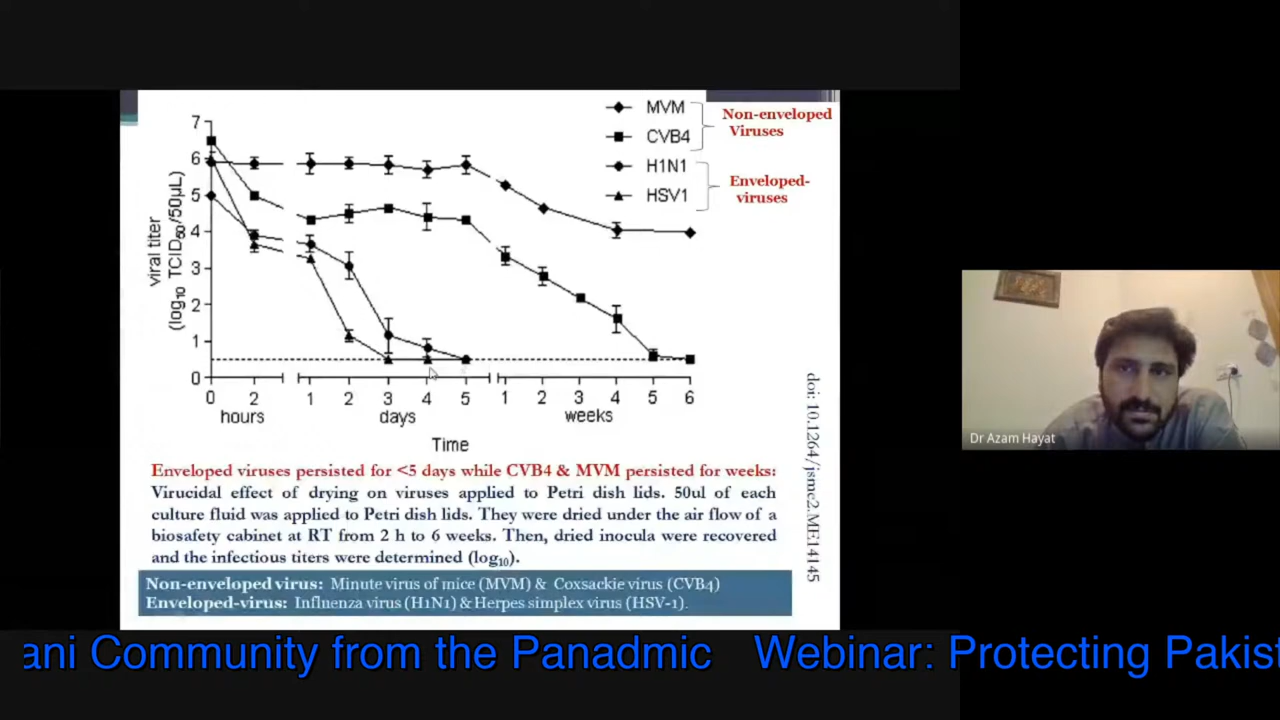 MVM
CVB4
H1N1
HSV1
Non-enveloped
Viruses
Enveloped-
viruses
7
6
5
4
3
2
1
0
viral titer
(log10 TCID50/50µL)
0 2 1 2 3 4 5 1 2 3 4 5 6
hours days weeks
Time
doi: 10.1264/jsme2.ME14145
Enveloped viruses persisted for <5 days while CVB4 & MVM persisted for weeks:
Virucidal effect of drying on viruses applied to Petri dish lids. 50ul of each
culture fluid was applied to Petri dish lids. They were dried under the air flow of a
biosafety cabinet at RT from 2 h to 6 weeks. Then, dried inocula were recovered
and the infectious titers were determined (log10).
Non-enveloped virus: Minute virus of mice (MVM) & Coxsackie virus (CVB4)
Enveloped-virus: Influenza virus (H1N1) & Herpes simplex virus (HSV-1).
Dr Azam Hayat
ani Community from the Panadmic Webinar: Protecting Pakist